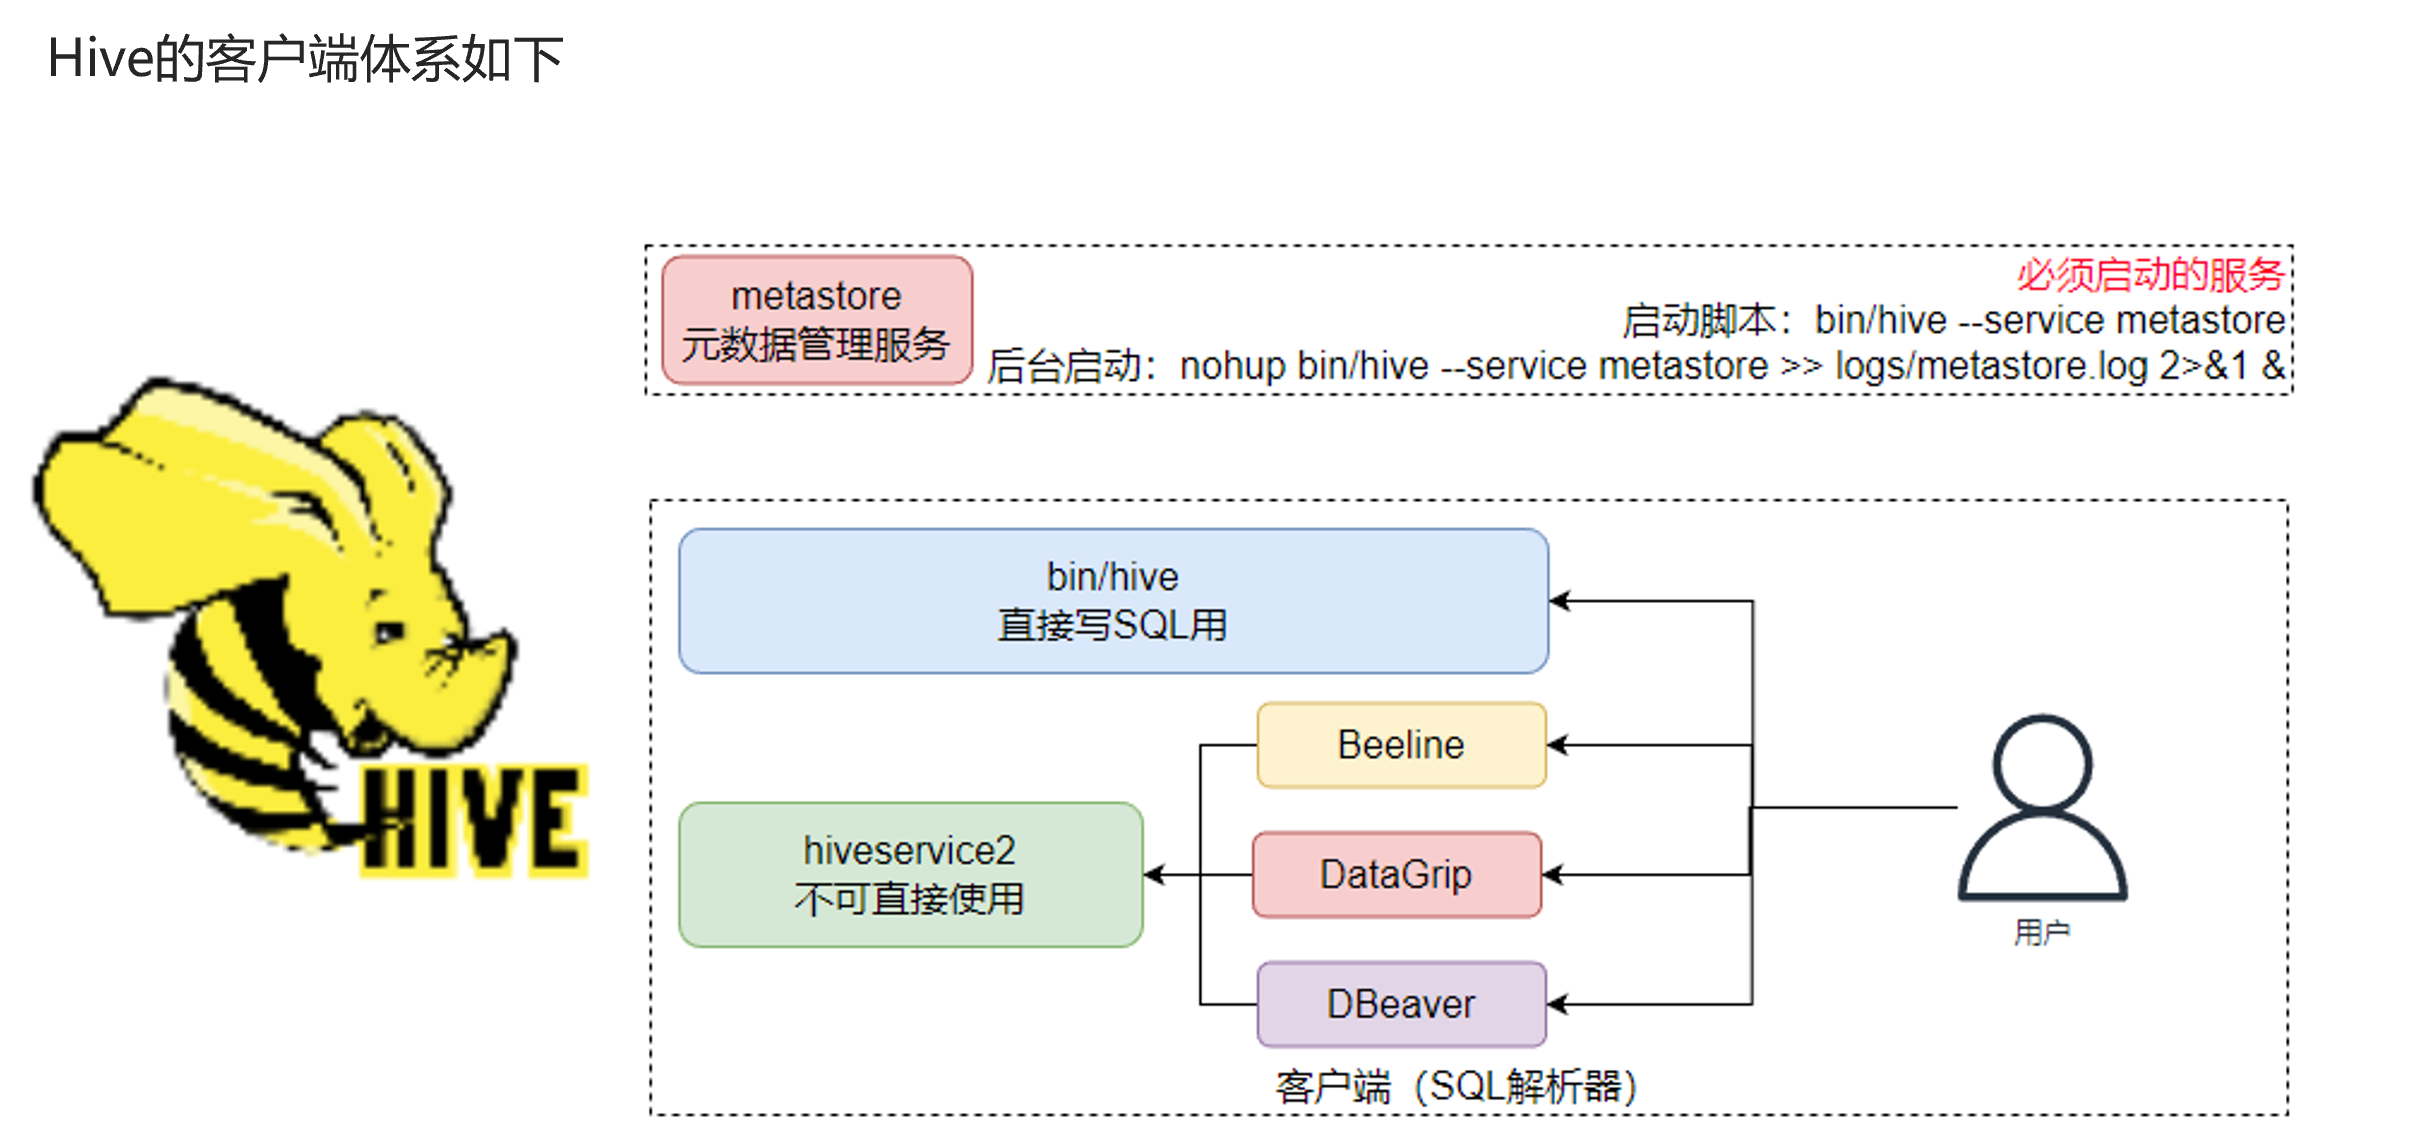 Hive的客户端体系如下
metastore
元数据管理服务
必须启动的服务
启动脚本：bin/hive --service metastore
后台启动：nohup bin/hive --service metastore >> logs/metastore.log 2>&1 &
bin/hive
直接写SQL用
Beeline
hiveservice2
不可直接使用
DataGrip
DBeaver
客户端（SQL解析器）
用户
HIVE